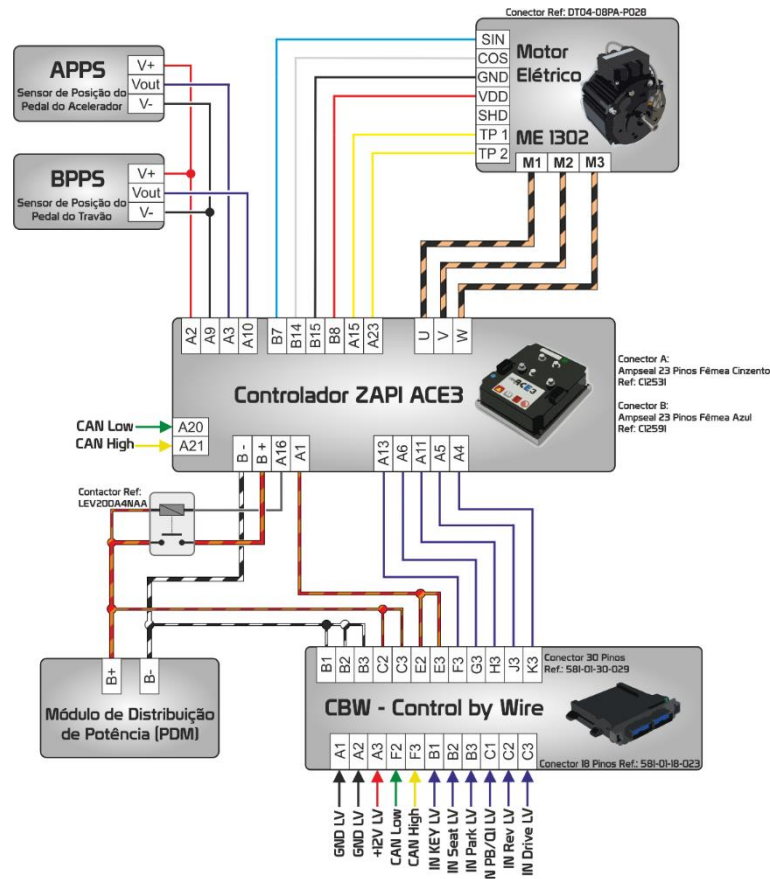 Conector Ref: DT04-08PA-P028
APPS
Sensor de Posição do
Pedal do Acelerador
V+
Vout
V-
BPPS
Sensor de Posição do
Pedal do Travão
V+
Vout
V-
SIN
COS
GND
VDD
SHD
TP 1
TP 2
Motor
Elétrico
ME 1302
M1
M2
M3
A2
A9
A3
A10
B7
B14
B15
B8
A15
A23
U
V
W
Controlador ZAPI ACE3
ACE3
Conector A:
Ampseal 23 Pinos Fêmea Cinzento
Ref: C12531
Conector B:
Ampseal 23 Pinos Fêmea Azul
Ref: C12591
CAN Low
A20
CAN High
A21
B -
B +
A16
A1
A13
A6
A11
A5
A4
Contactor Ref:
LEV200A4NAA
B+
B-
Módulo de Distribuição
de Potência (PDM)
B1
B2
B3
C2
C3
E2
E3
F3
G3
H3
J3
K3
Conector 30 Pinos
Ref.: 581-01-30-029
CBW - Control by Wire
A1
A2
A3
F2
F3
B1
B2
B3
C1
C2
C3
Conector 18 Pinos Ref.: 581-01-18-023
GND LV
GND LV
+12V LV
CAN Low
CAN High
IN KEY LV
IN Seat LV
IN Park LV
IN PB/QI LV
IN Rev LV
IN Drive LV